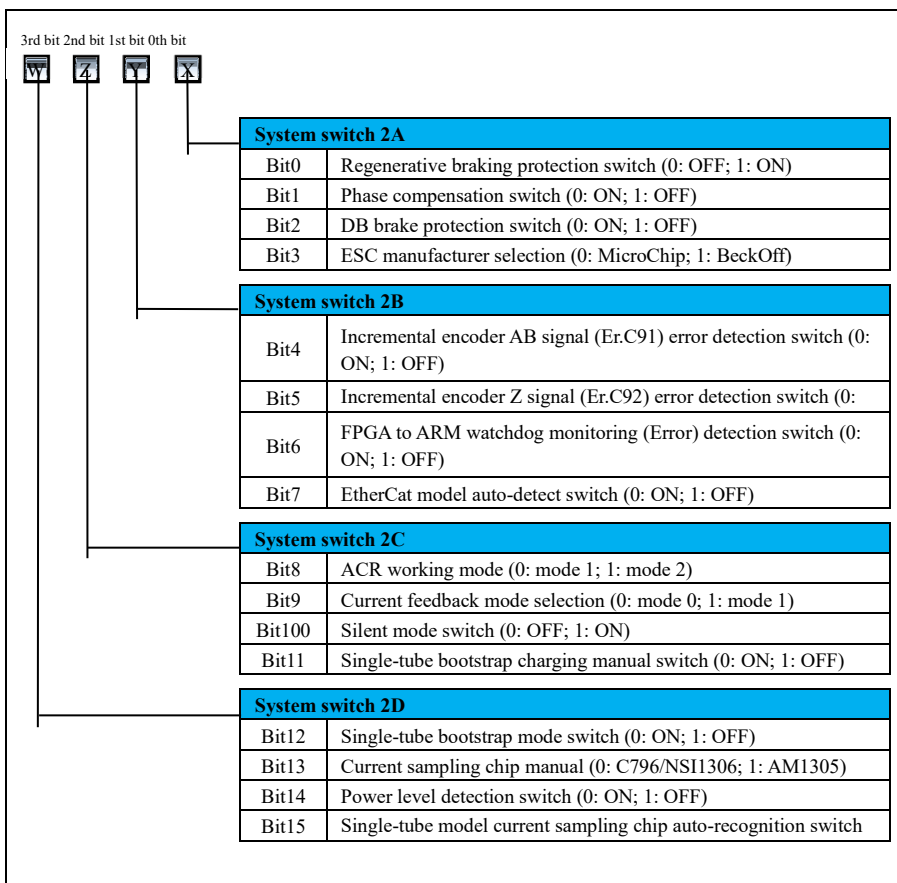 3rd bit 2nd bit 1st bit 0th bit
W Z Y X
System switch 2A
Bit0 Regenerative braking protection switch (0: OFF; 1: ON)
Bit1 Phase compensation switch (0: ON; 1: OFF)
Bit2 DB brake protection switch (0: ON; 1: OFF)
Bit3 ESC manufacturer selection (0: MicroChip; 1: BeckOff)
System switch 2B
Bit4 Incremental encoder AB signal (Er.C91) error detection switch (0:
ON; 1: OFF)
Bit5 Incremental encoder Z signal (Er.C92) error detection switch (0:
Bit6 FPGA to ARM watchdog monitoring (Error) detection switch (0:
ON; 1: OFF)
Bit7 EtherCat model auto-detect switch (0: ON; 1: OFF)
System switch 2C
Bit8 ACR working mode (0: mode 1; 1: mode 2)
Bit9 Current feedback mode selection (0: mode 0; 1: mode 1)
Bit100 Silent mode switch (0: OFF; 1: ON)
Bit11 Single-tube bootstrap charging manual switch (0: ON; 1: OFF)
System switch 2D
Bit12 Single-tube bootstrap mode switch (0: ON; 1: OFF)
Bit13 Current sampling chip manual (0: C796/NSI1306; 1: AM1305)
Bit14 Power level detection switch (0: ON; 1: OFF)
Bit15 Single-tube model current sampling chip auto-recognition switch